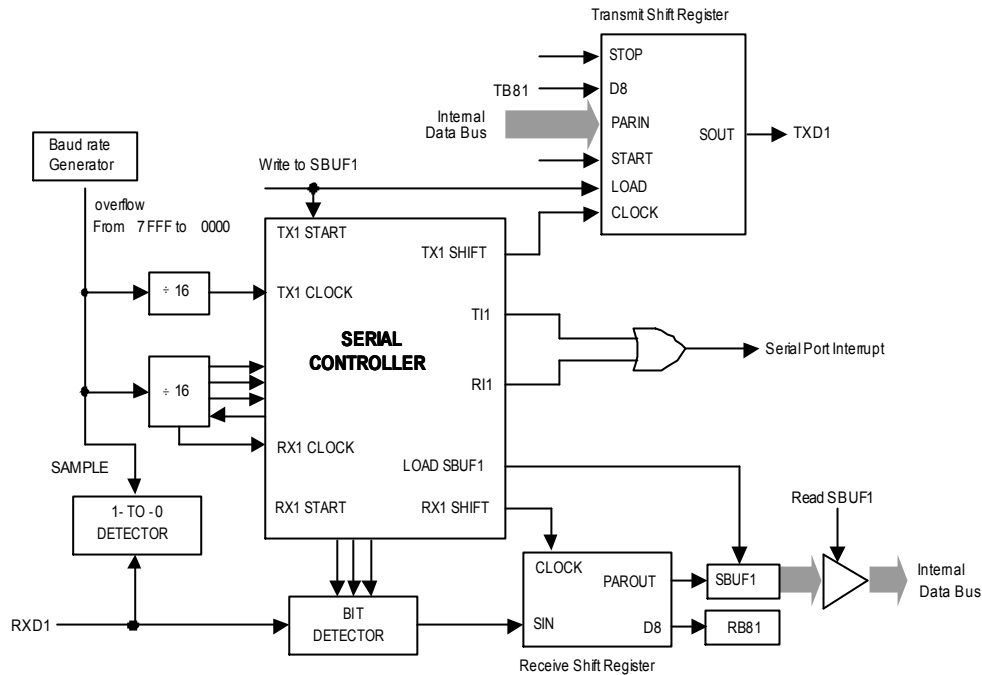 Transmit Shift Register
STOP
TB81
D8
Internal
Data Bus
PARIN
SOUT
TXD1
START
LOAD
CLOCK
Baud rate
Generator
Write to SBUF1
overflow
From 7FFF to 0000
TX1 START
TX1 SHIFT
÷ 16
TX1 CLOCK
TI1
SERIAL
CONTROLLER
Serial Port Interrupt
÷ 16
RI1
RX1 CLOCK
LOAD SBUF1
SAMPLE
RX1 START
RX1 SHIFT
Read SBUF1
1- TO -0
DETECTOR
CLOCK
PAROUT
SBUF1
Internal
Data Bus
RXD1
BIT
DETECTOR
SIN
D8
RB81
Receive Shift Register